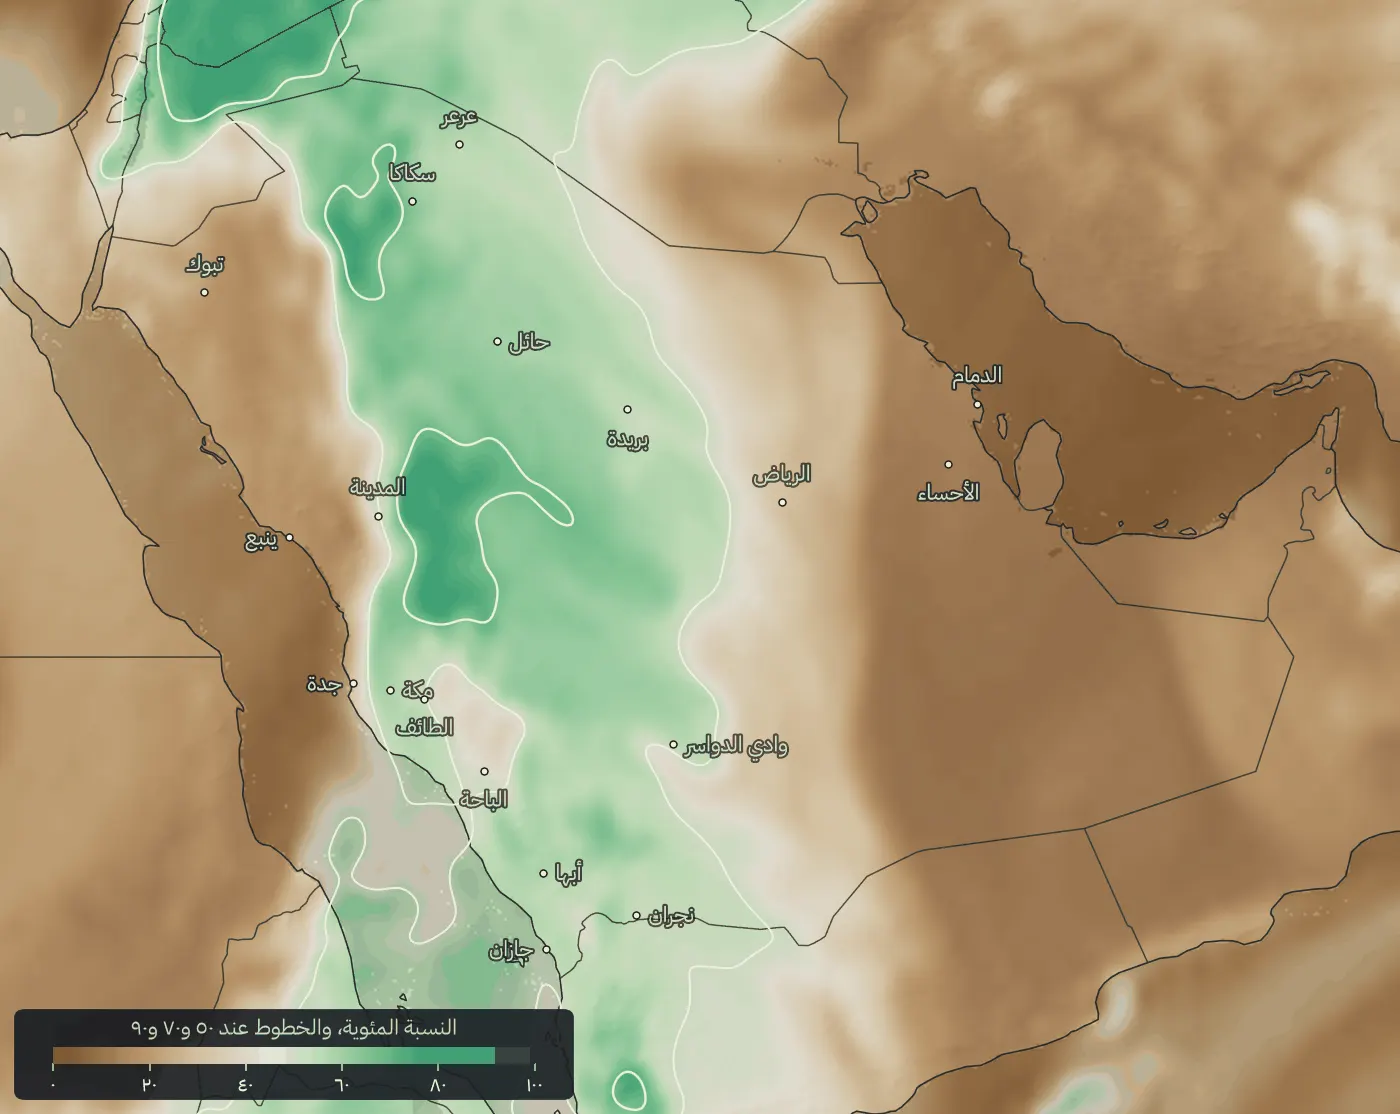 عرعر
سكاكا
تبوك
حائل
الدمام
بريدة
الرياض
الأحساء
المدينة
ينبع
جدة
مكة
الطائف
وادي الدواسر
الباحة
أبها
نجران
جازان
النسبة المئوية، والخطوط عند ٥٠ و٧٠ و٩٠
٠ ٢٠ ٤٠ ٦٠ ٨٠ ١٠٠